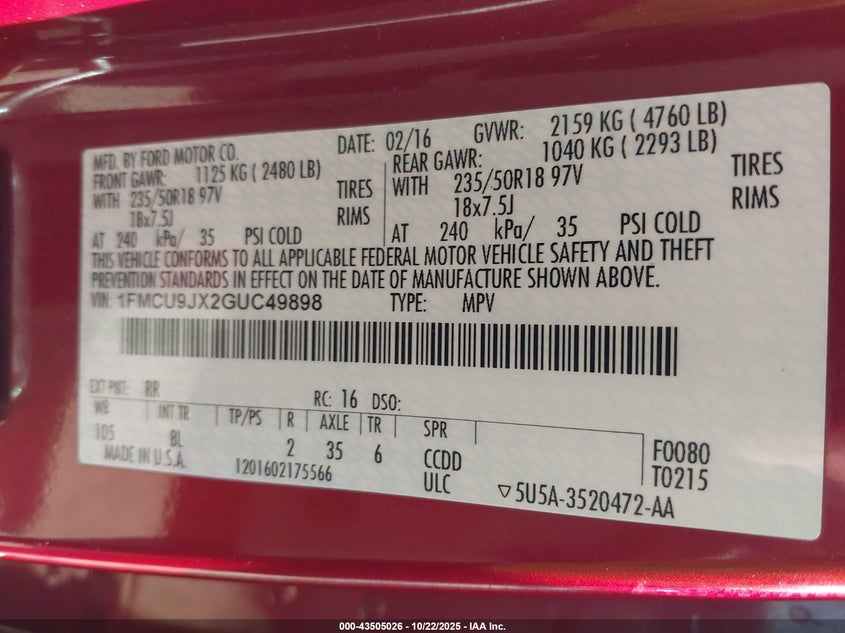 MFD. BY FORD MOTOR CO.
DATE: 02/16 GVWR: 2159 KG ( 4760 LB)
FRONT GAWR: 1125 KG ( 2480 LB)
WITH 235/50R18 97V TIRES
18x7.5J RIMS
AT 240 kPa/ 35 PSI COLD
REAR GAWR: 1040 KG ( 2293 LB)
WITH 235/50R18 97V TIRES
18x7.5J RIMS
AT 240 kPa/ 35 PSI COLD
THIS VEHICLE CONFORMS TO ALL APPLICABLE FEDERAL MOTOR VEHICLE SAFETY AND THEFT
PREVENTION STANDARDS IN EFFECT ON THE DATE OF MANUFACTURE SHOWN ABOVE.
VIN: 1FMCU9JX2GUC49898 TYPE: MPV
EXT PNT: RR RC: 16 DSO:
WB INT TR TP/PS R AXLE TR SPR
105 8L 2 35 6 CCDD F0080
MADE IN U.S.A. 1201602175566 ULC T0215
▽5U5A-3520472-AA
000-43505026 - 10/22/2025 - IAA Inc.